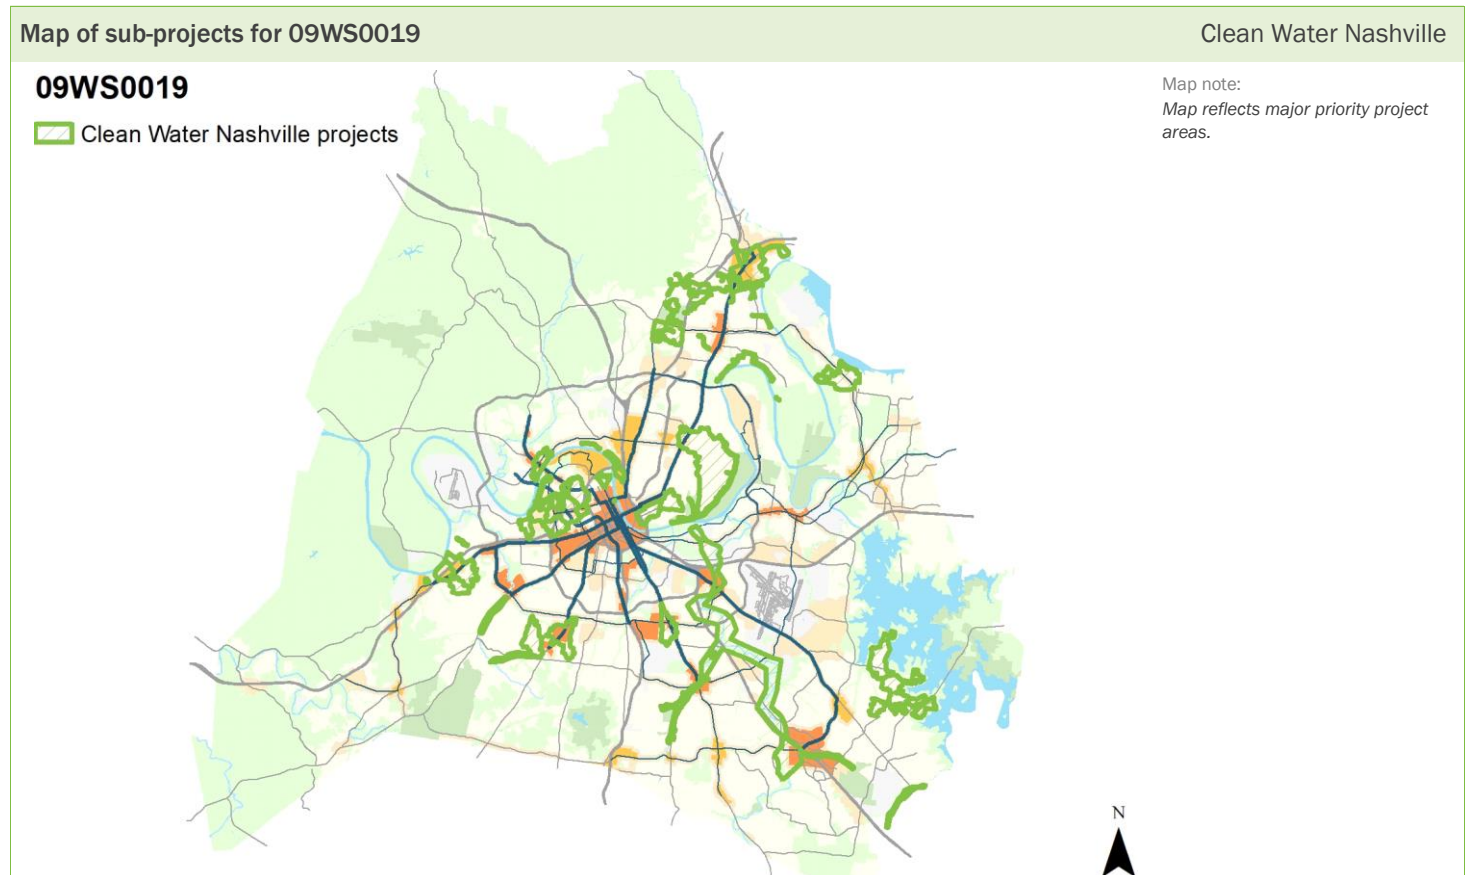 Map of sub-projects for 09WS0019
Clean Water Nashville
09WS0019
Clean Water Nashville projects
Map note:
Map reflects major priority project
areas.
N